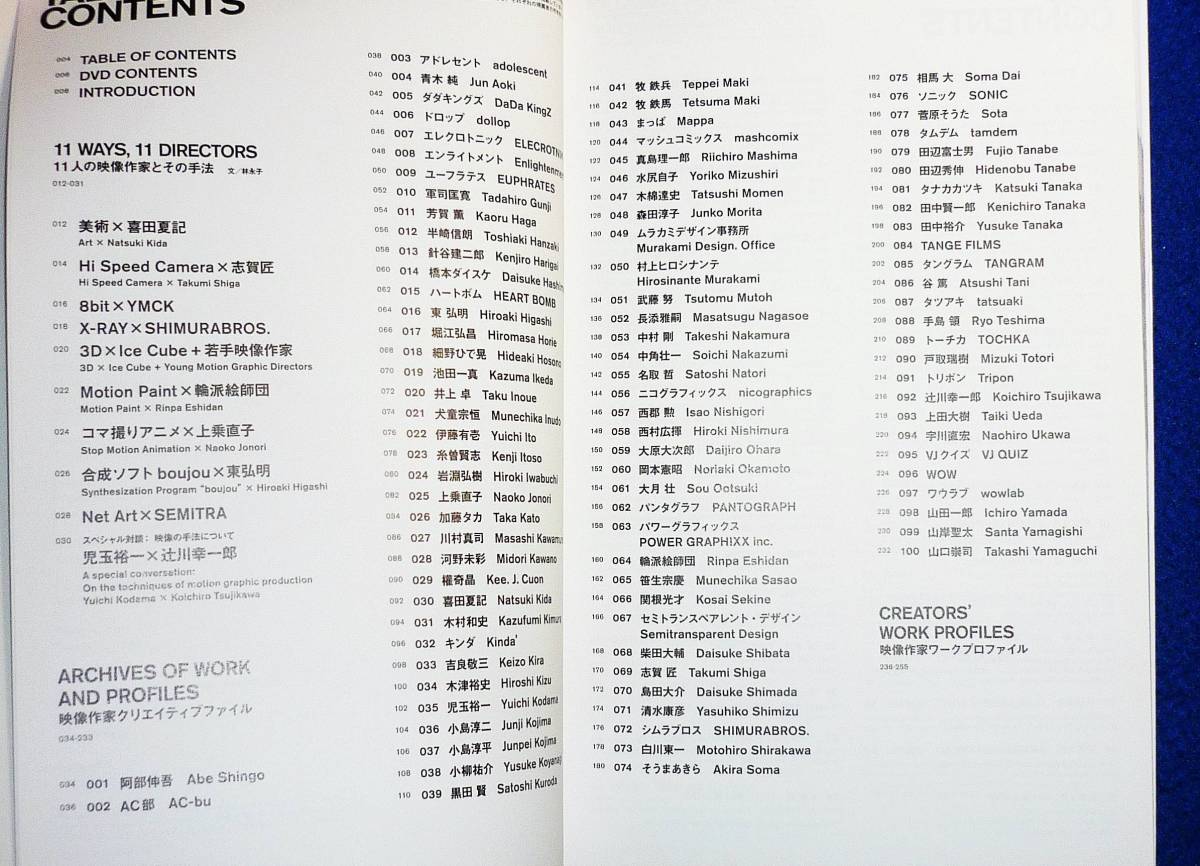 CONTENTS
004 TABLE OF CONTENTS
006 DVD CONTENTS
008 INTRODUCTION
11 WAYS, 11 DIRECTORS
11人の映像作家とその手法 文／林永子
012-031
012 美術×喜田夏記
Art × Natsuki Kida
014 Hi Speed Camera×志賀匠
Hi Speed Camera × Takumi Shiga
016 8bit×YMCK
018 X-RAY×SHIMURABROS.
020 3D×Ice Cube＋若手映像作家
3D × Ice Cube + Young Motion Graphic Directors
022 Motion Paint×輪派絵師団
Motion Paint × Rinpa Eshidan
024 コマ撮りアニメ×上乗直子
Stop Motion Animation × Naoko Jonori
026 合成ソフト boujou×東弘明
Synthesization Program "boujou" × Hiroaki Higashi
028 Net Art×SEMITRA
030 スペシャル対談：映像の手法について
児玉裕一×辻川幸一郎
A special conversation:
On the techniques of motion graphic production
Yuichi Kodama × Koichiro Tsujikawa
ARCHIVES OF WORK
AND PROFILES
映像作家クリエイティブファイル
034-233
034 001 阿部伸吾 Abe Shingo
036 002 AC部 AC-bu
038 003 アドレセント adolescent
040 004 青木 純 Jun Aoki
042 005 ダダキングズ DaDa KingZ
044 006 ドロップ dollop
046 007 エレクロトニック ELECROTNI
048 008 エンライトメント Enlightenmen
050 009 ユーフラテス EUPHRATES
052 010 軍司匡寛 Tadahiro Gunji
054 011 芳賀 薫 Kaoru Haga
056 012 半崎信朗 Toshiaki Hanzaki
058 013 針谷建二郎 Kenjiro Harigai
060 014 橋本ダイスケ Daisuke Hashim
062 015 ハートボム HEART BOMB
064 016 東 弘明 Hiroaki Higashi
066 017 堀江弘昌 Hiromasa Horie
068 018 細野ひで晃 Hideaki Hosono
070 019 池田一真 Kazuma Ikeda
072 020 井上 卓 Taku Inoue
074 021 犬童宗恒 Munechika Inudo
076 022 伊藤有壱 Yuichi Ito
078 023 糸曽賢志 Kenji Itoso
080 024 岩淵弘樹 Hiroki Iwabuchi
082 025 上乗直子 Naoko Jonori
084 026 加藤タカ Taka Kato
086 027 川村真司 Masashi Kawamu
088 028 河野未彩 Midori Kawano
090 029 權奇晶 Kee. J. Cuon
092 030 喜田夏記 Natsuki Kida
094 031 木村和史 Kazufumi Kimur
096 032 キンダ Kinda'
098 033 吉良敬三 Keizo Kira
100 034 木津裕史 Hiroshi Kizu
102 035 児玉裕一 Yuichi Kodama
104 036 小島淳二 Junji Kojima
106 037 小島淳平 Junpei Kojima
108 038 小柳祐介 Yusuke Koyanag
110 039 黒田 賢 Satoshi Kuroda
114 041 牧 鉄兵 Teppei Maki
116 042 牧 鉄馬 Tetsuma Maki
118 043 まっぱ Mappa
120 044 マッシュコミックス mashcomix
122 045 真島理一郎 Riichiro Mashima
124 046 水尻自子 Yoriko Mizushiri
126 047 木綿達史 Tatsushi Momen
128 048 森田淳子 Junko Morita
130 049 ムラカミデザイン事務所
Murakami Design. Office
132 050 村上ヒロシナンテ
Hirosinante Murakami
134 051 武藤 努 Tsutomu Mutoh
136 052 長添雅嗣 Masatsugu Nagasoe
138 053 中村 剛 Takeshi Nakamura
140 054 中角壮一 Soichi Nakazumi
142 055 名取 哲 Satoshi Natori
144 056 ニコグラフィックス nicographics
146 057 西郡 勲 Isao Nishigori
148 058 西村広揮 Hiroki Nishimura
150 059 大原大次郎 Daijiro Ohara
152 060 岡本憲昭 Noriaki Okamoto
154 061 大月 壮 Sou Ootsuki
156 062 パンタグラフ PANTOGRAPH
158 063 パワーグラフィックス
POWER GRAPHIXX inc.
160 064 輪派絵師団 Rinpa Eshidan
162 065 笹生宗慶 Munechika Sasao
164 066 関根光才 Kosai Sekine
166 067 セミトランスペアレント・デザイン
Semitransparent Design
168 068 柴田大輔 Daisuke Shibata
170 069 志賀 匠 Takumi Shiga
172 070 島田大介 Daisuke Shimada
174 071 清水康彦 Yasuhiko Shimizu
176 072 シムラブロス SHIMURABROS.
178 073 白川東一 Motohiro Shirakawa
180 074 そうまあきら Akira Soma
182 075 相馬 大 Soma Dai
184 076 ソニック SONIC
186 077 菅原そうた Sota
188 078 タムデム tamdem
190 079 田辺富士男 Fujio Tanabe
192 080 田辺秀伸 Hidenobu Tanabe
194 081 タナカカツキ Katsuki Tanaka
196 082 田中賢一郎 Kenichiro Tanaka
198 083 田中裕介 Yusuke Tanaka
200 084 TANGE FILMS
202 085 タングラム TANGRAM
204 086 谷 篤 Atsushi Tani
206 087 タツアキ tatsuaki
208 088 手島 領 Ryo Teshima
210 089 トーチカ TOCHKA
212 090 戸取瑞樹 Mizuki Totori
214 091 トリポン Tripon
216 092 辻川幸一郎 Koichiro Tsujikawa
218 093 上田大樹 Taiki Ueda
220 094 宇川直宏 Naohiro Ukawa
222 095 VJクイズ VJ QUIZ
224 096 WOW
226 097 ワウラブ wowlab
228 098 山田一郎 Ichiro Yamada
230 099 山岸聖太 Santa Yamagishi
232 100 山口崇司 Takashi Yamaguchi
CREATORS'
WORK PROFILES
映像作家ワークプロファイル
236-255